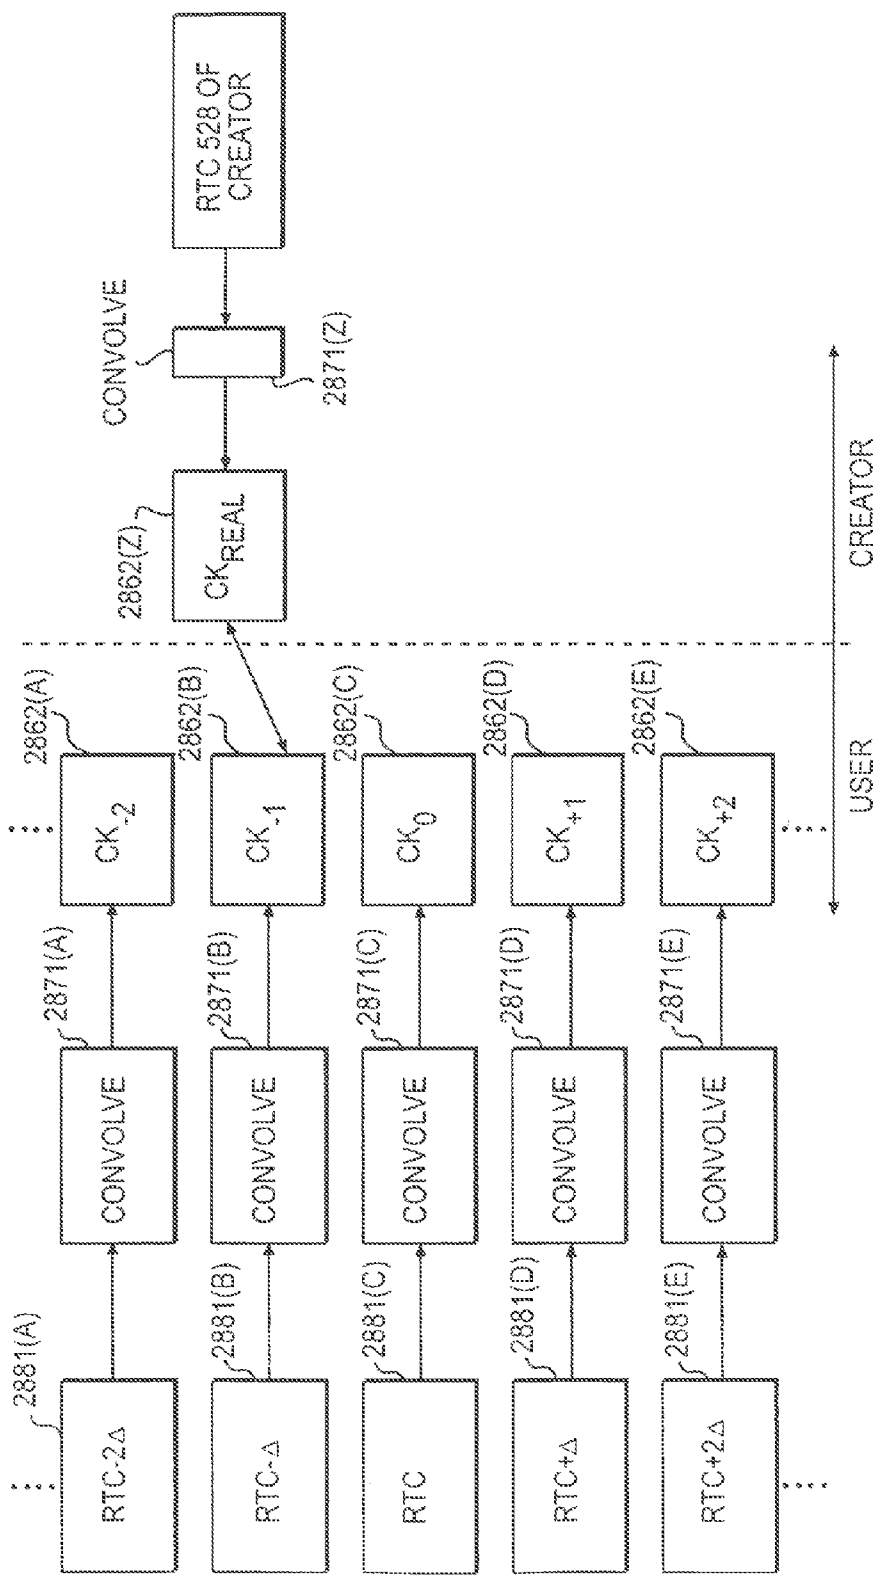 RTC 528 OF
CREATOR
CONVOLVE
2871(Z)
2862(Z)
CK REAL
2862(A)
CK-2
2871(A)
CONVOLVE
2881(A)
RTC-2Δ
2862(B)
CK-1
2871(B)
CONVOLVE
2881(B)
RTC-Δ
2862(C)
CK0
2871(C)
CONVOLVE
2881(C)
RTC
2862(D)
CK+1
2871(D)
CONVOLVE
2881(D)
RTC+Δ
2862(E)
CK+2
2871(E)
CONVOLVE
2881(E)
RTC+2Δ
USER
CREATOR